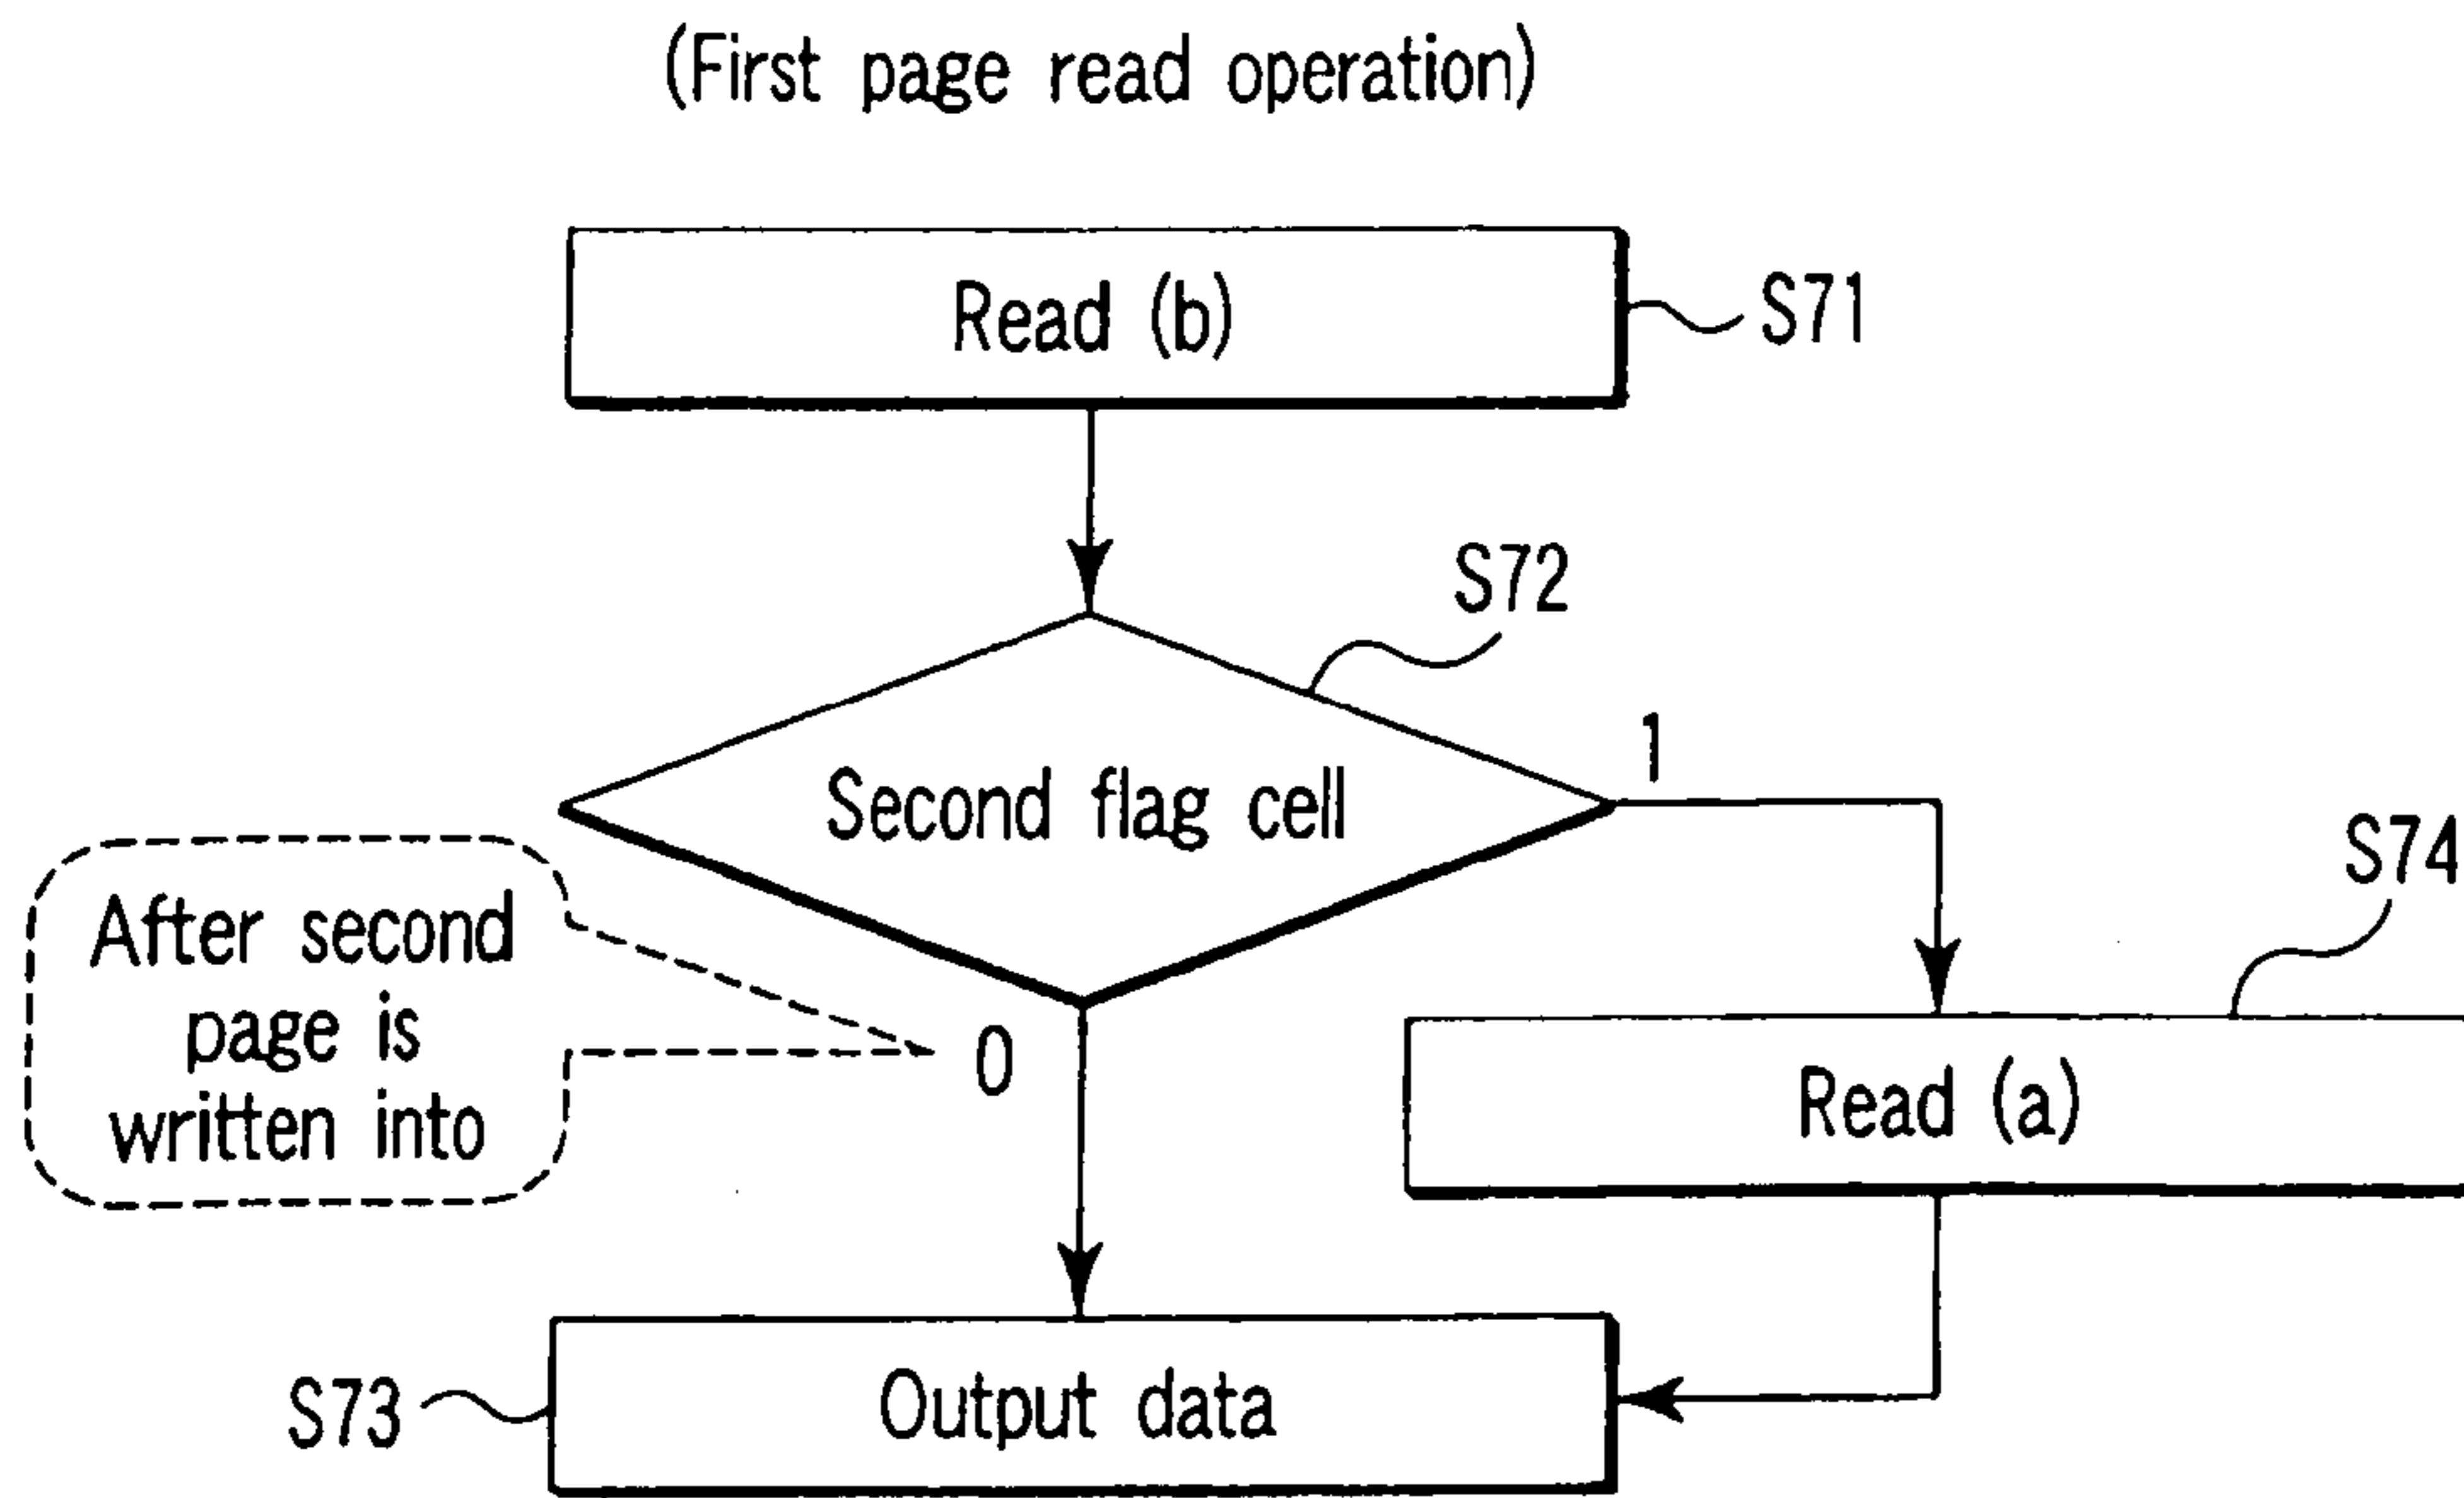 (First page read operation)
Read (b)
S71
S72
Second flag cell
1
S74
After second
page is
written into
0
Read (a)
S73
Output data